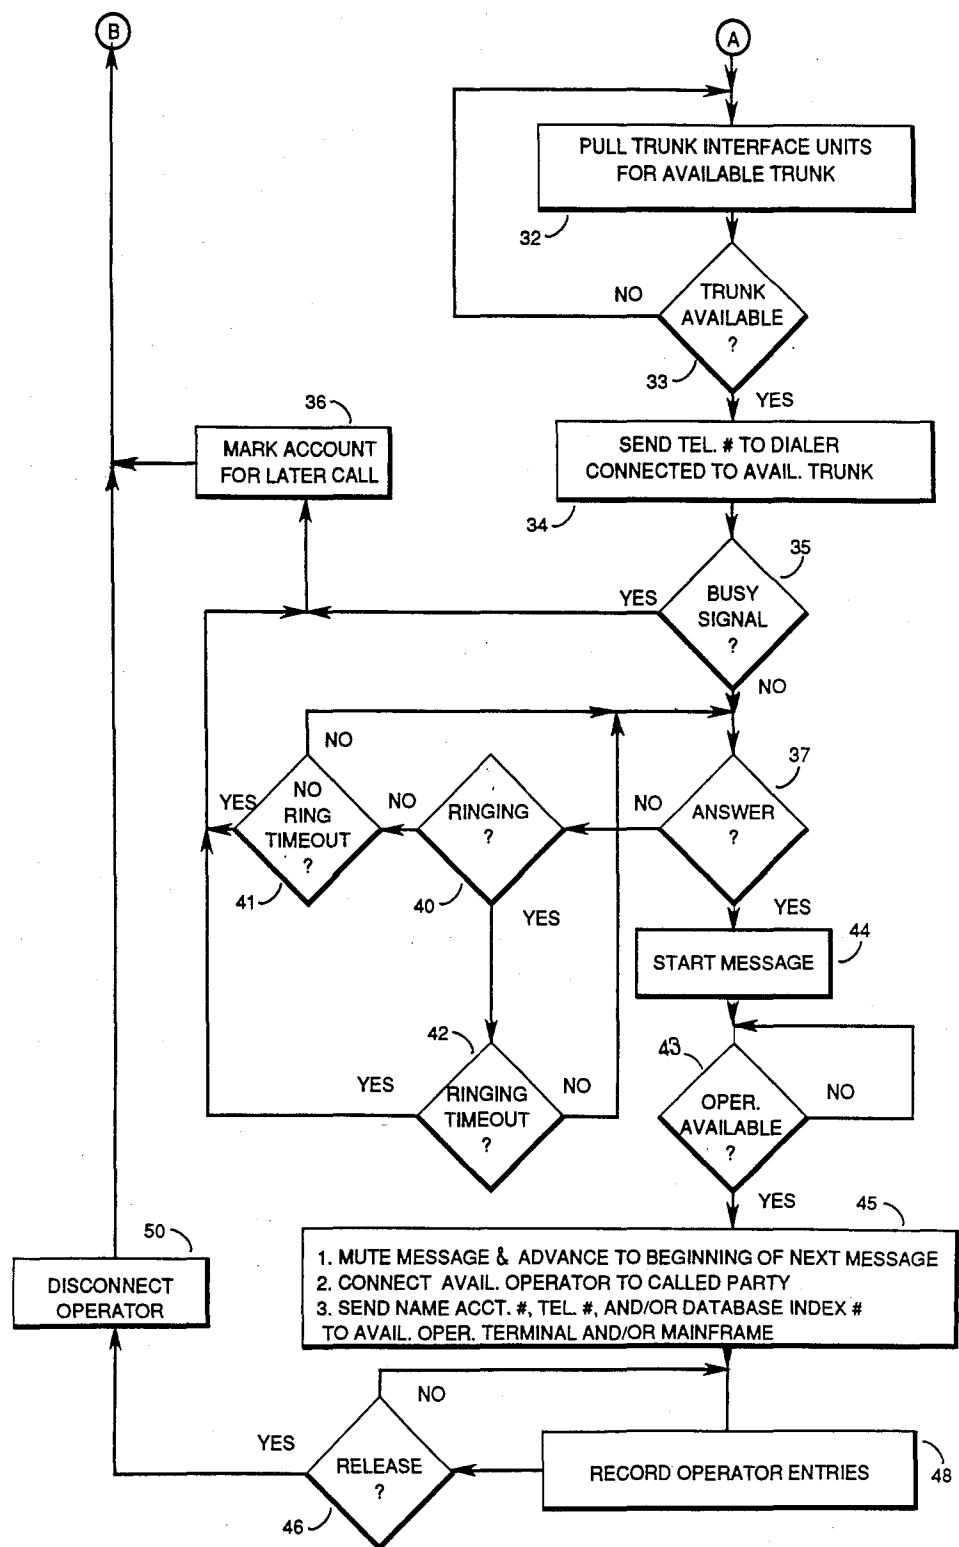 B
A
PULL TRUNK INTERFACE UNITS
FOR AVAILABLE TRUNK
32
NO
TRUNK
AVAILABLE
?
33
YES
36
MARK ACCOUNT
FOR LATER CALL
SEND TEL. # TO DIALER
CONNECTED TO AVAIL. TRUNK
34
35
YES
BUSY
SIGNAL
?
NO
NO
37
YES
NO
RING
TIMEOUT
?
41
NO
RINGING
?
40
NO
ANSWER
?
YES
YES
44
START MESSAGE
42
YES
RINGING
TIMEOUT
?
NO
43
OPER.
AVAILABLE
?
NO
YES
45
50
DISCONNECT
OPERATOR
1. MUTE MESSAGE & ADVANCE TO BEGINNING OF NEXT MESSAGE
2. CONNECT AVAIL. OPERATOR TO CALLED PARTY
3. SEND NAME ACCT. #, TEL. #, AND/OR DATABASE INDEX #
TO AVAIL. OPER. TERMINAL AND/OR MAINFRAME
NO
YES
RELEASE
?
46
RECORD OPERATOR ENTRIES
48